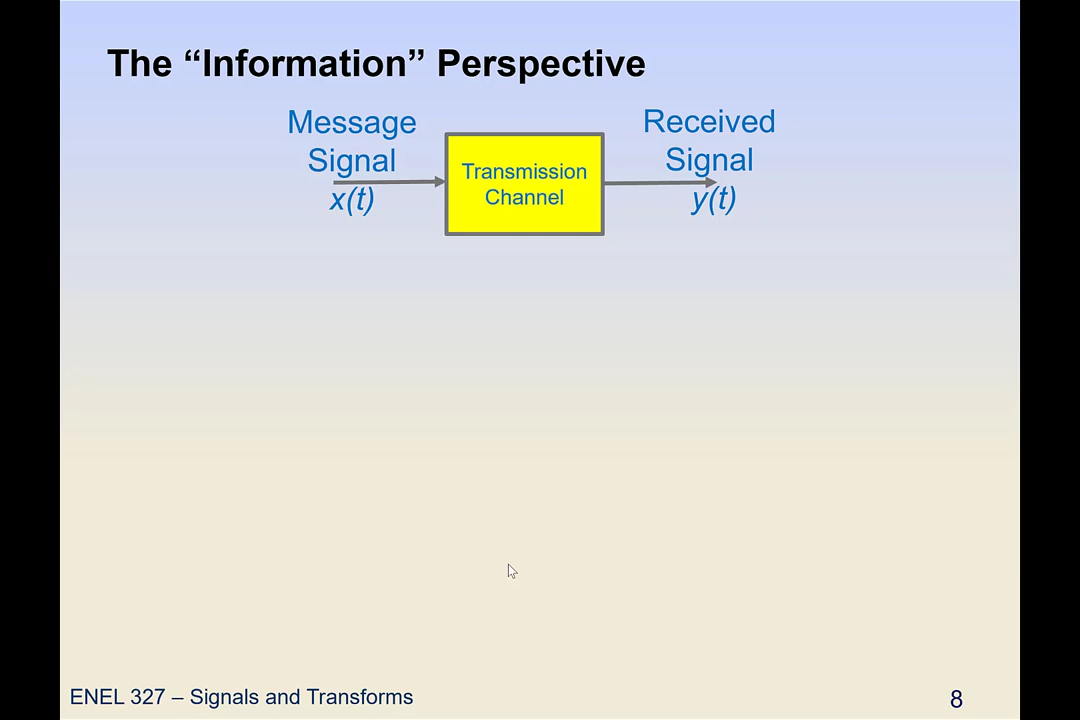 The “Information” Perspective
Message
Signal
x(t)
Transmission
Channel
Received
Signal
y(t)
ENEL 327 – Signals and Transforms
8